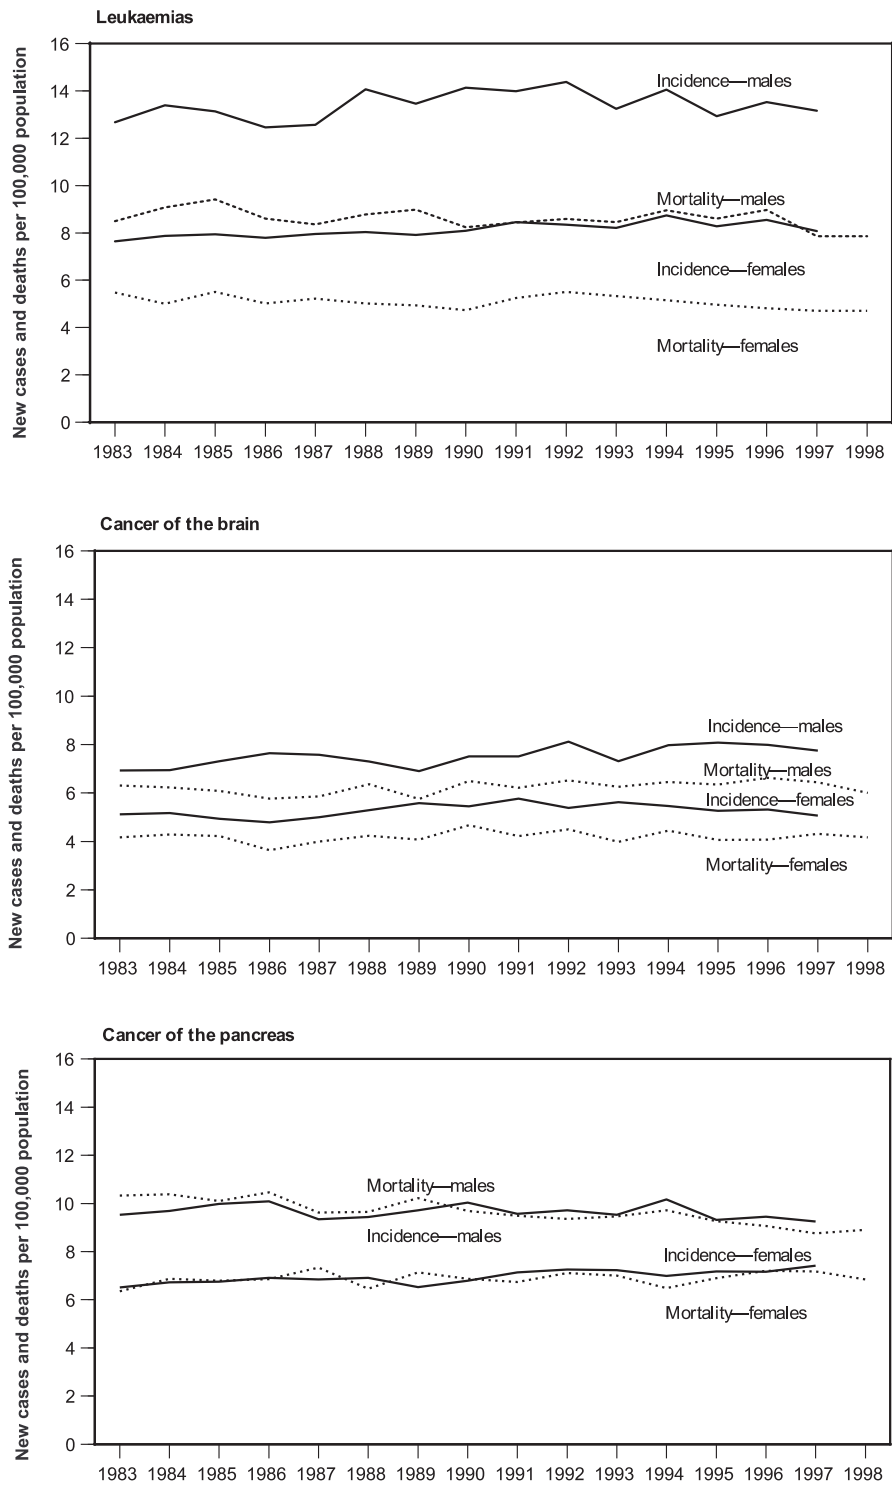 Leukaemias
New cases and deaths per 100,000 population
16
14
12
10
8
6
4
2
0
Incidence—males
Mortality—males
Incidence—females
Mortality—females
1983 1984 1985 1986 1987 1988 1989 1990 1991 1992 1993 1994 1995 1996 1997 1998
Cancer of the brain
New cases and deaths per 100,000 population
16
14
12
10
8
6
4
2
0
Incidence—males
Mortality—males
Incidence—females
Mortality—females
1983 1984 1985 1986 1987 1988 1989 1990 1991 1992 1993 1994 1995 1996 1997 1998
Cancer of the pancreas
New cases and deaths per 100,000 population
16
14
12
10
8
6
4
2
0
Mortality—males
Incidence—males
Incidence—females
Mortality—females
1983 1984 1985 1986 1987 1988 1989 1990 1991 1992 1993 1994 1995 1996 1997 1998